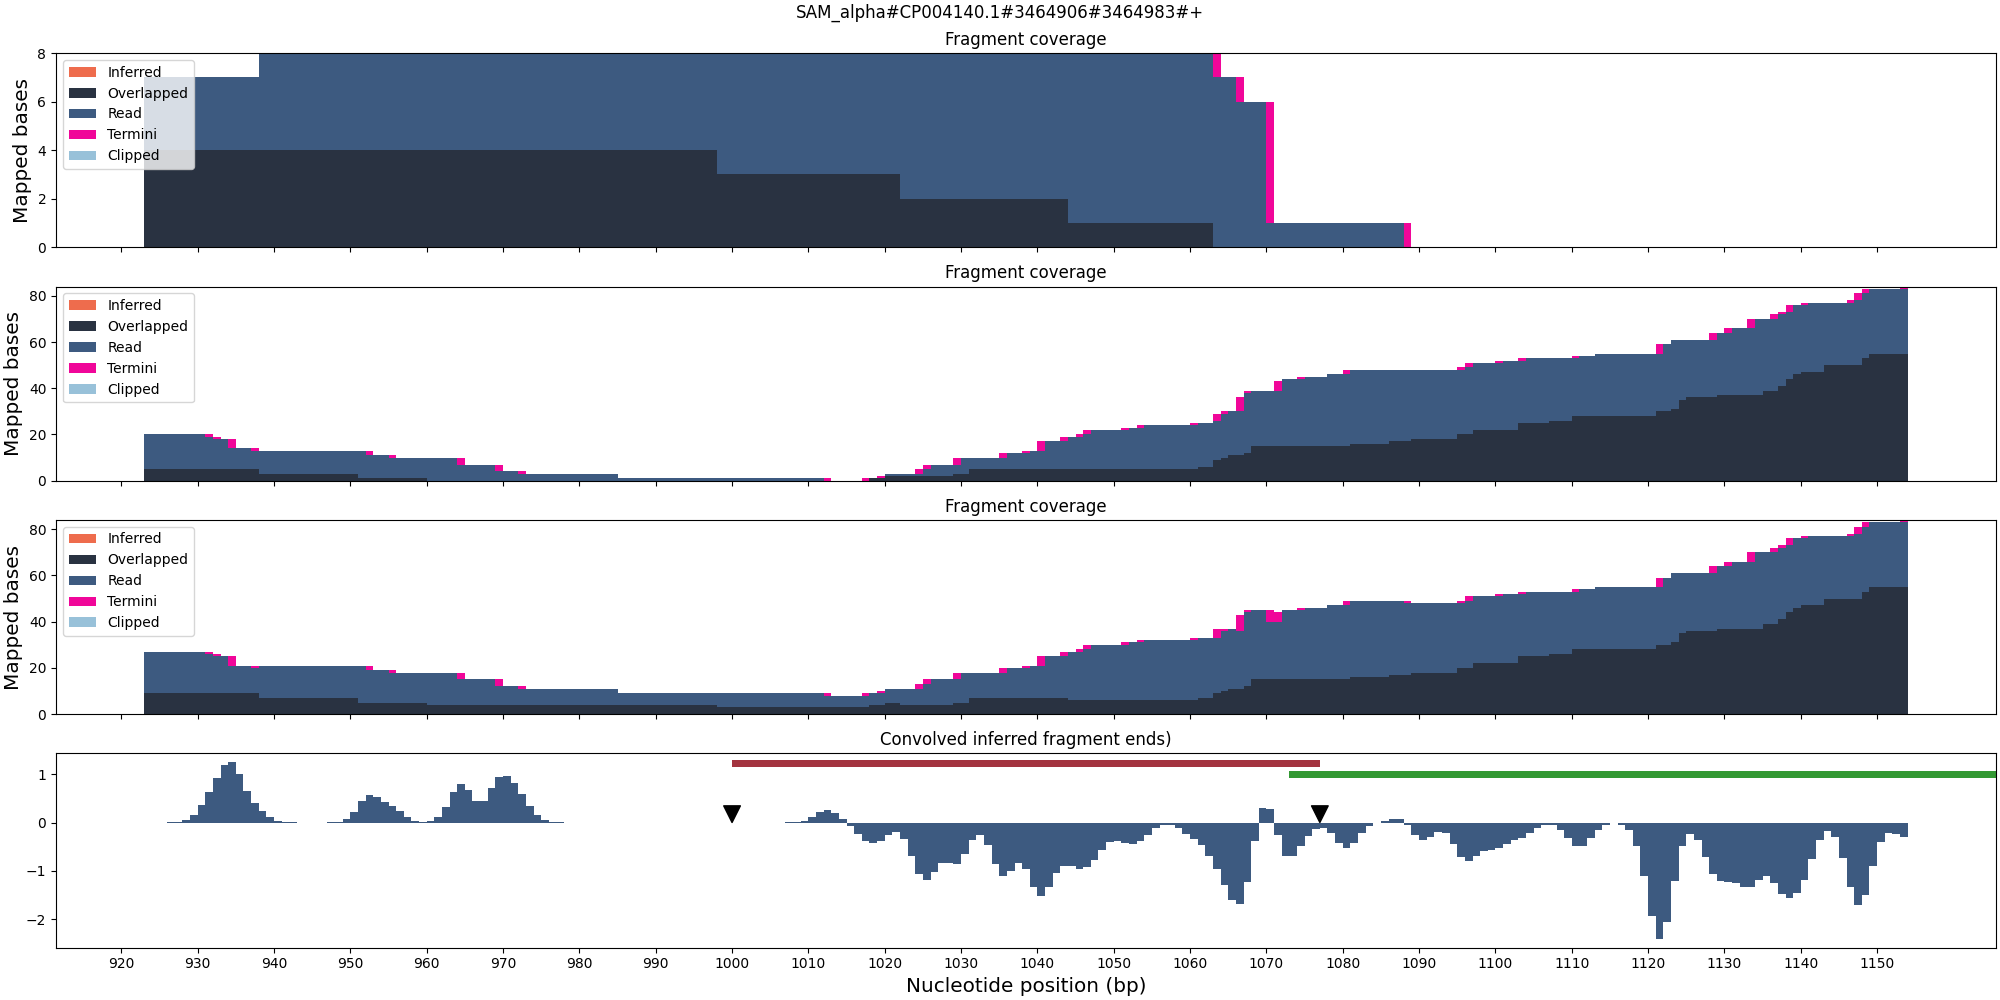 SAM_alpha#CP004140.1#3464906#3464983#+
Fragment coverage
Mapped bases
8
6
4
2
0
Inferred
Overlapped
Read
Termini
Clipped
Fragment coverage
Mapped bases
80
60
40
20
0
Inferred
Overlapped
Read
Termini
Clipped
Fragment coverage
Mapped bases
80
60
40
20
0
Inferred
Overlapped
Read
Termini
Clipped
Convolved inferred fragment ends)
1
0
−1
−2
920 930 940 950 960 970 980 990 1000 1010 1020 1030 1040 1050 1060 1070 1080 1090 1100 1110 1120 1130 1140 1150
Nucleotide position (bp)